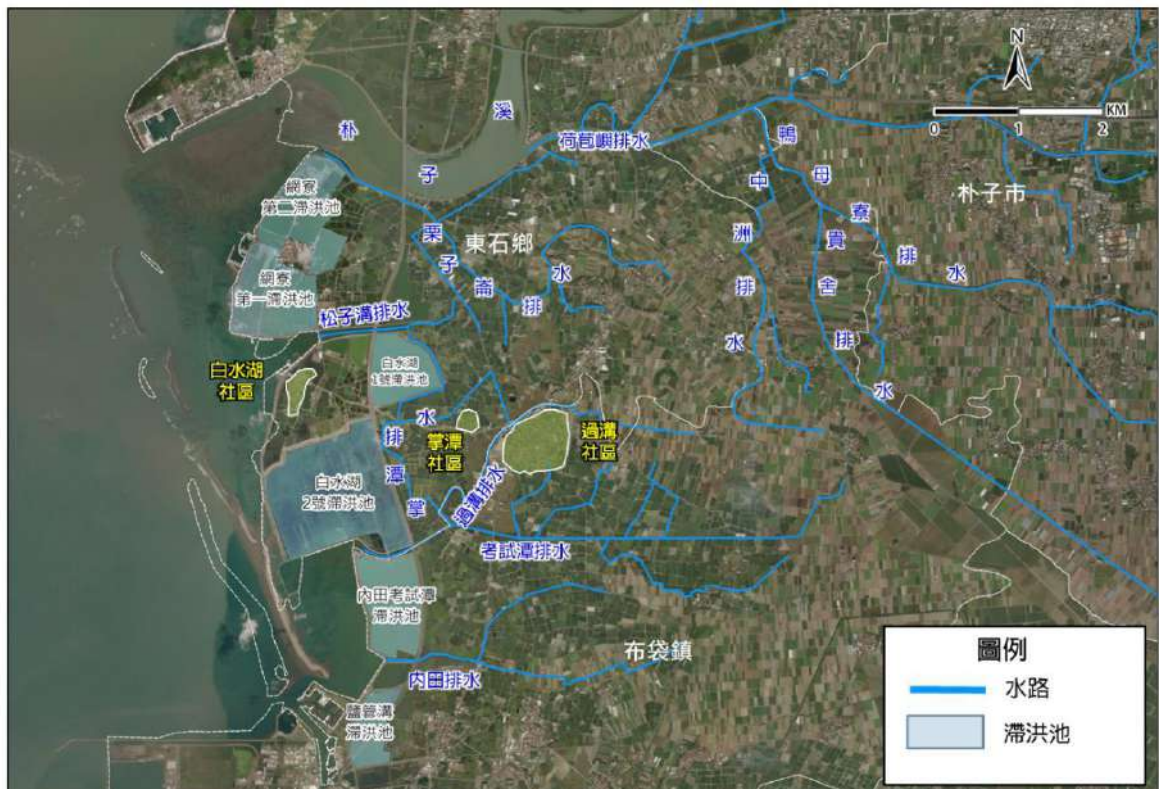 N
KM
0
1
2
朴子溪
荷苞嶼排水
鴨母寮排水
中洲排水
貴舍排水
朴子市
網寮
第二滯洪池
東石鄉
栗子崙排水
網寮
第一滯洪池
松子溝排水
白水湖
社區
白水湖
1號滯洪池
掌潭排水
掌潭
社區
過溝
社區
過溝排水
白水湖
2號滯洪池
考試潭排水
內田考試潭
滯洪池
布袋鎮
內田排水
鹽管溝
滯洪池
圖例
水路
滯洪池